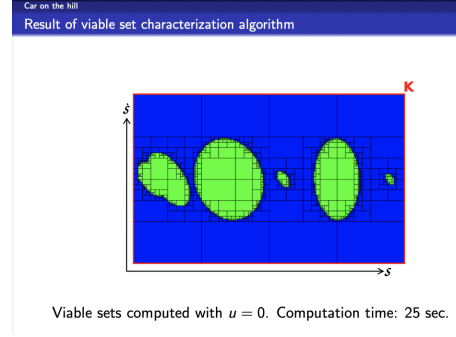 Car on the hill
Result of viable set characterization algorithm
K
ṡ
s
Viable sets computed with u = 0. Computation time: 25 sec.